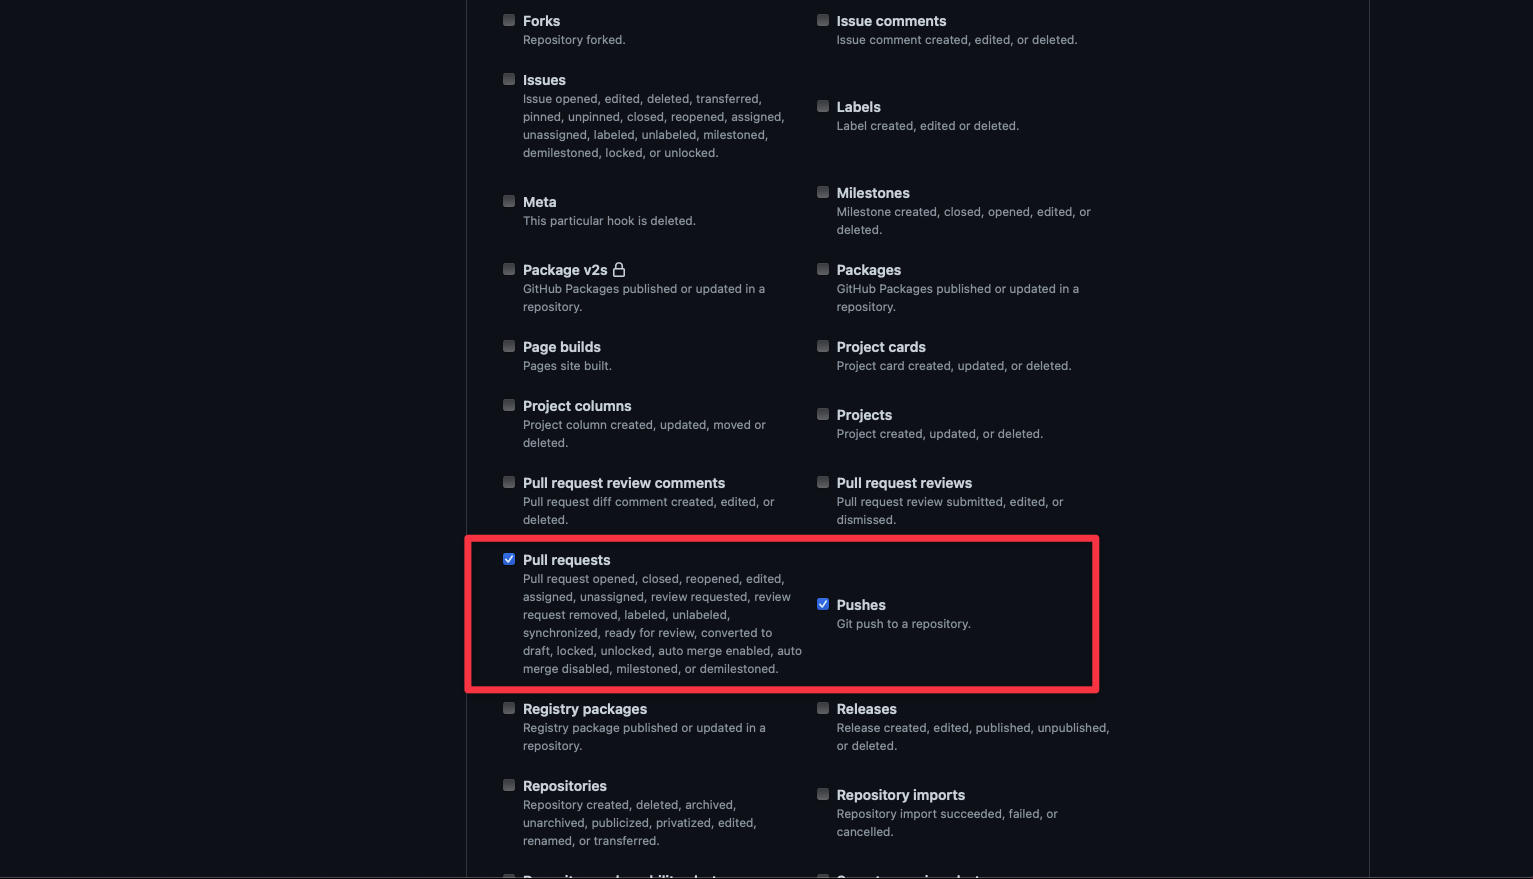 Forks
Repository forked.
Issue comments
Issue comment created, edited, or deleted.
Issues
Issue opened, edited, deleted, transferred,
pinned, unpinned, closed, reopened, assigned,
unassigned, labeled, unlabeled, milestoned,
demilestoned, locked, or unlocked.
Labels
Label created, edited or deleted.
Meta
This particular hook is deleted.
Milestones
Milestone created, closed, opened, edited, or
deleted.
Package v2s
GitHub Packages published or updated in a
repository.
Packages
GitHub Packages published or updated in a
repository.
Page builds
Pages site built.
Project cards
Project card created, updated, or deleted.
Project columns
Project column created, updated, moved or
deleted.
Projects
Project created, updated, or deleted.
Pull request review comments
Pull request diff comment created, edited, or
deleted.
Pull request reviews
Pull request review submitted, edited, or
dismissed.
Pull requests
Pull request opened, closed, reopened, edited,
assigned, unassigned, review requested, review
request removed, labeled, unlabeled,
synchronized, ready for review, converted to
draft, locked, unlocked, auto merge enabled, auto
merge disabled, milestoned, or demilestoned.
Pushes
Git push to a repository.
Registry packages
Registry package published or updated in a
repository.
Releases
Release created, edited, published, unpublished,
or deleted.
Repositories
Repository created, deleted, archived,
unarchived, publicized, privatized, edited,
renamed, or transferred.
Repository imports
Repository import succeeded, failed, or
cancelled.